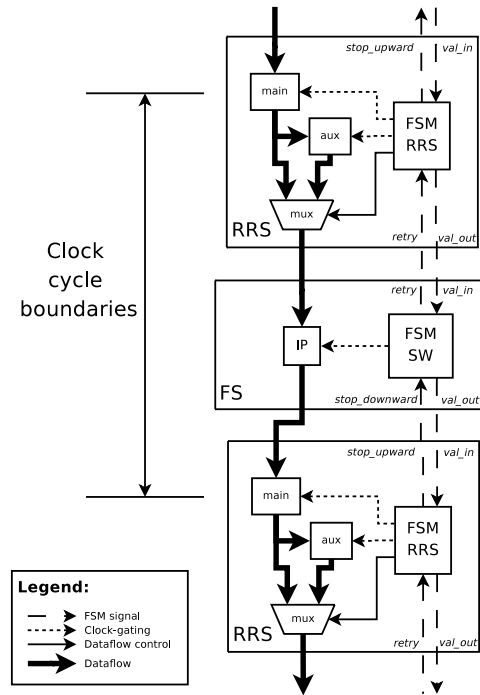 stop_upward val_in
main
FSM
RRS
aux
mux
RRS
retry val_out
Clock
cycle
boundaries
retry val_in
IP
FSM
SW
FS
stop_downward val_out
stop_upward val_in
main
FSM
RRS
aux
mux
RRS
retry val_out
Legend:
FSM signal
Clock-gating
Dataflow control
Dataflow